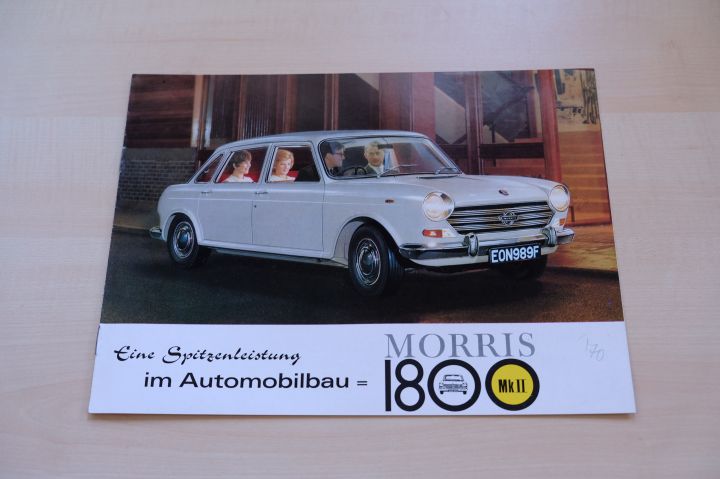 EON989F
Eine Spitzenleistung
im Automobilbau =
MORRIS
1800
Mk II